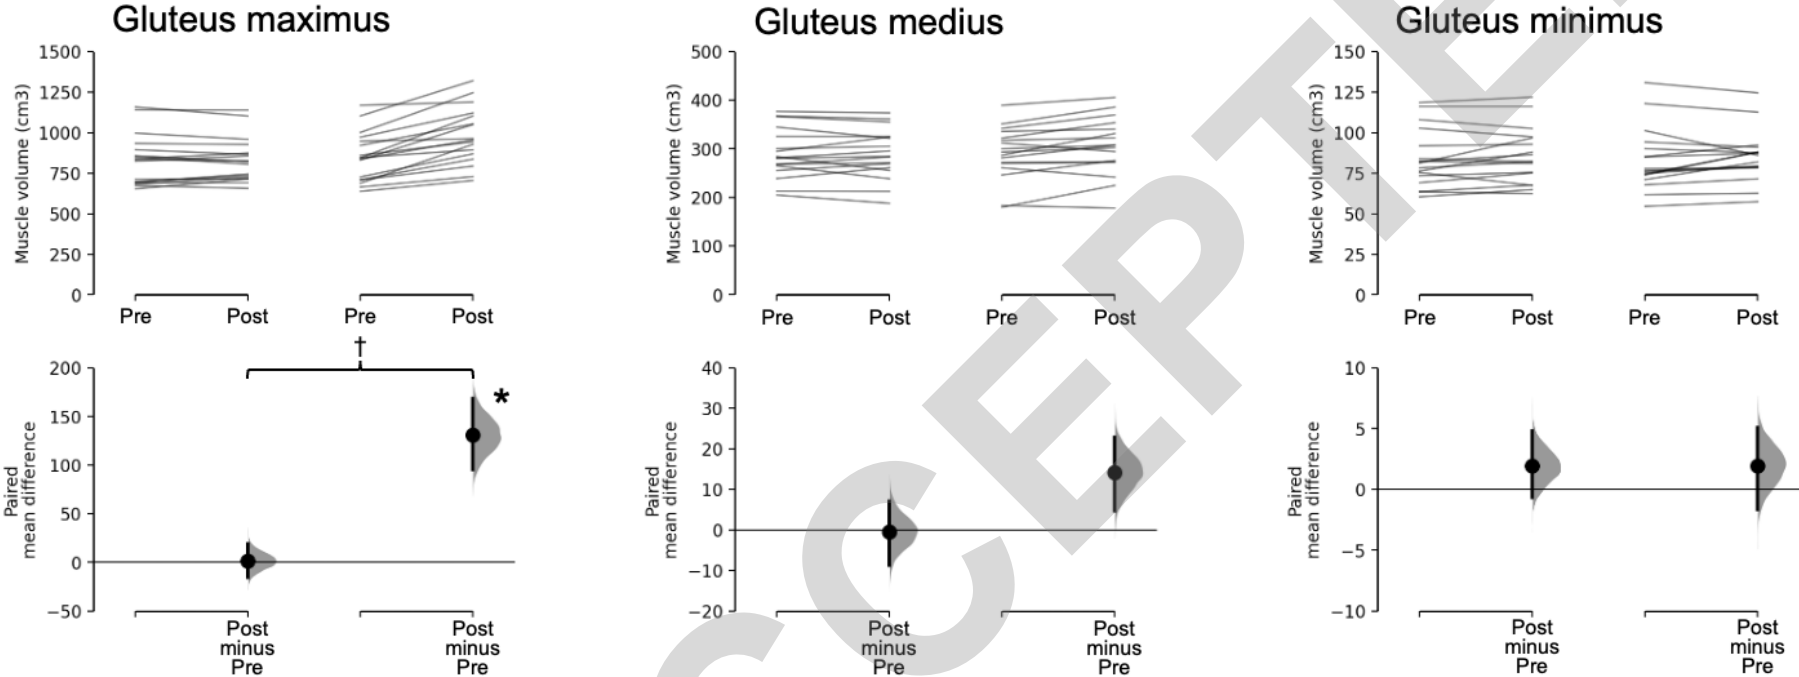 Gluteus maximus
1500
1250
1000
750
500
250
0
Muscle volume (cm3)
Pre
Post
Pre
Post
Gluteus medius
500
400
300
200
100
0
Muscle volume (cm3)
Pre
Post
Pre
Post
Gluteus minimus
150
125
100
75
50
25
0
Muscle volume (cm3)
Pre
Post
Pre
Post
†
*
200
150
100
50
0
−50
Paired
mean difference
Post
minus
Pre
Post
minus
Pre
40
30
20
10
0
−10
−20
Paired
mean difference
Post
minus
Pre
Post
minus
Pre
10
5
0
−5
−10
Paired
mean difference
Post
minus
Pre
Post
minus
Pre
CCEPTE